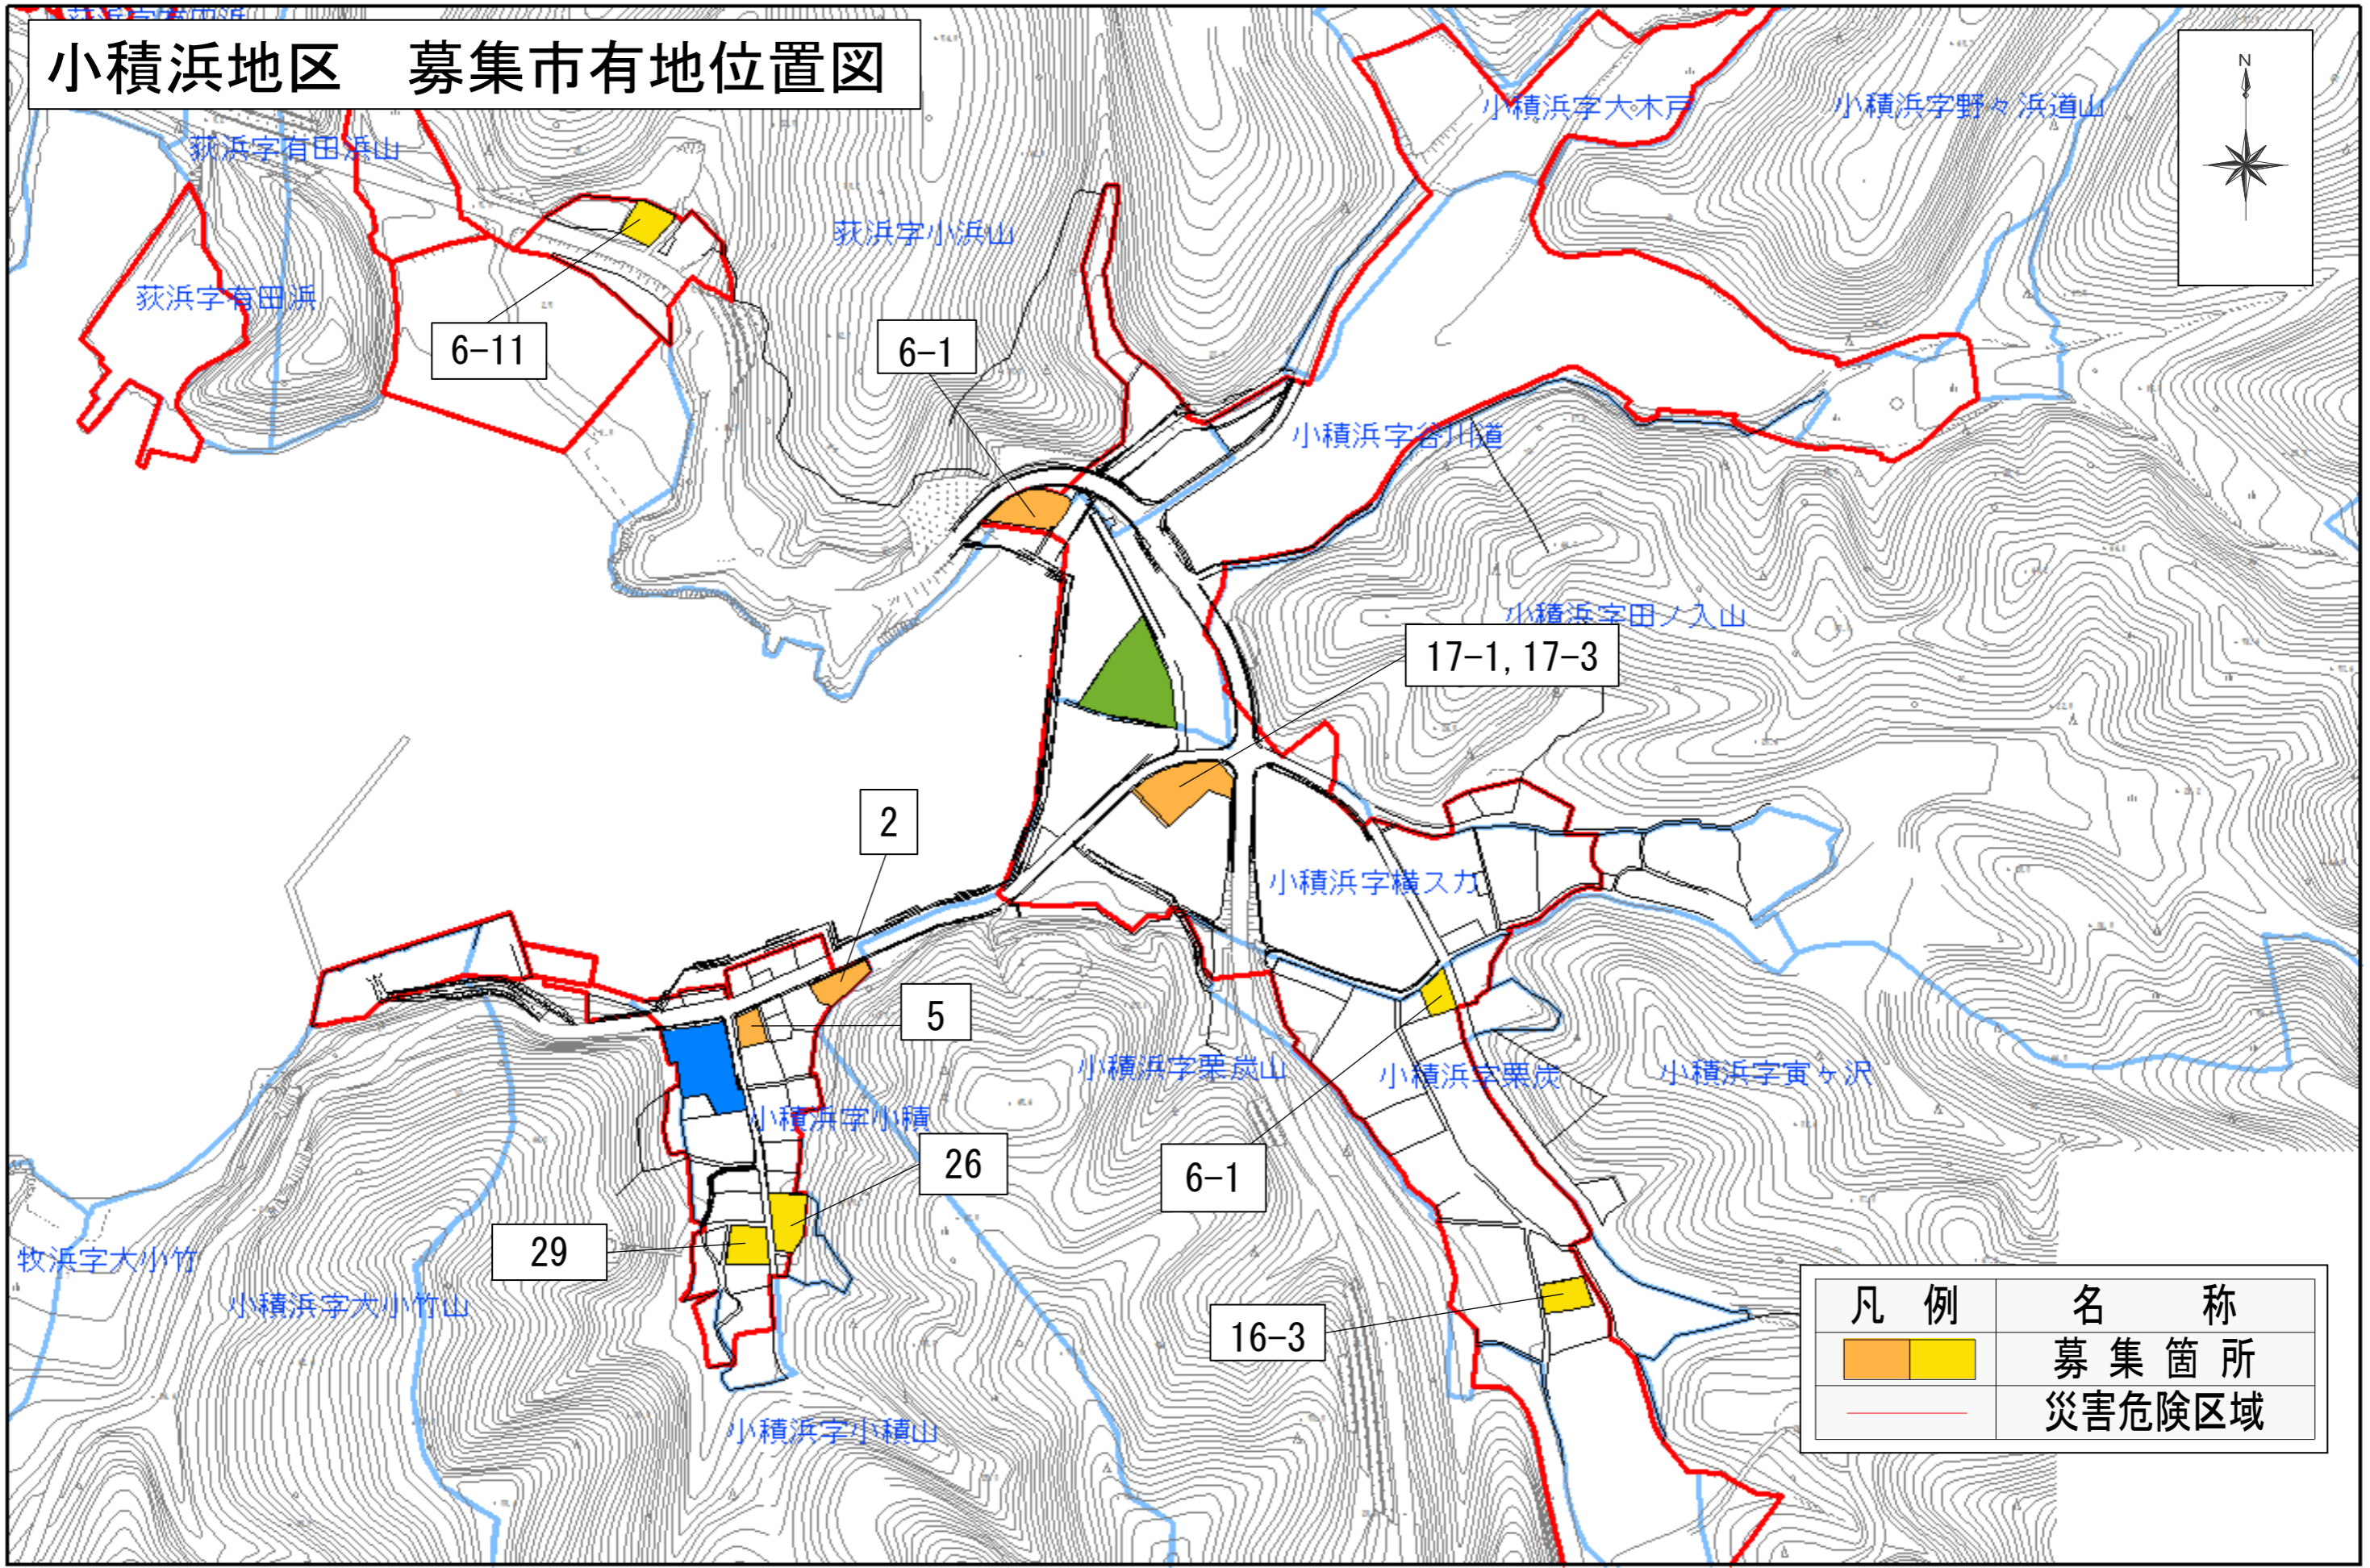 小積浜地区　募集市有地位置図
N
小積浜字大木戸
小積浜字野々浜道山
荻浜字有田浜山
荻浜字小浜山
荻浜字有田浜
6-11
6-1
小積浜字谷川道
小積浜字田ノ入山
17-1, 17-3
2
小積浜字横スカ
5
小積浜字栗炭山
小積浜字栗炭
小積浜字寅ヶ沢
小積浜字小積
26
6-1
29
牧浜字大小竹
小積浜字大小竹山
16-3
小積浜字小積山
凡　例　名　称
募集箇所
災害危険区域